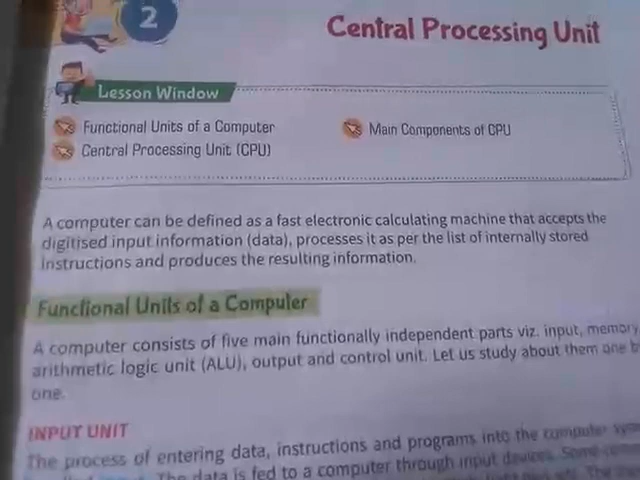 2
Central Processing Unit
Lesson Window
Functional Units of a Computer
Main Components of CPU
Central Processing Unit (CPU)
A computer can be defined as a fast electronic calculating machine that accepts the
digitised input information (data), processes it as per the list of internally stored
instructions and produces the resulting information.
Functional Units of a Computer
A computer consists of five main functionally independent parts viz. input, memory,
arithmetic logic unit (ALU), output and control unit. Let us study about them one b
one.
INPUT UNIT
The process of entering data, instructions and programs into the computer
The data is fed to a computer through input devices. Some